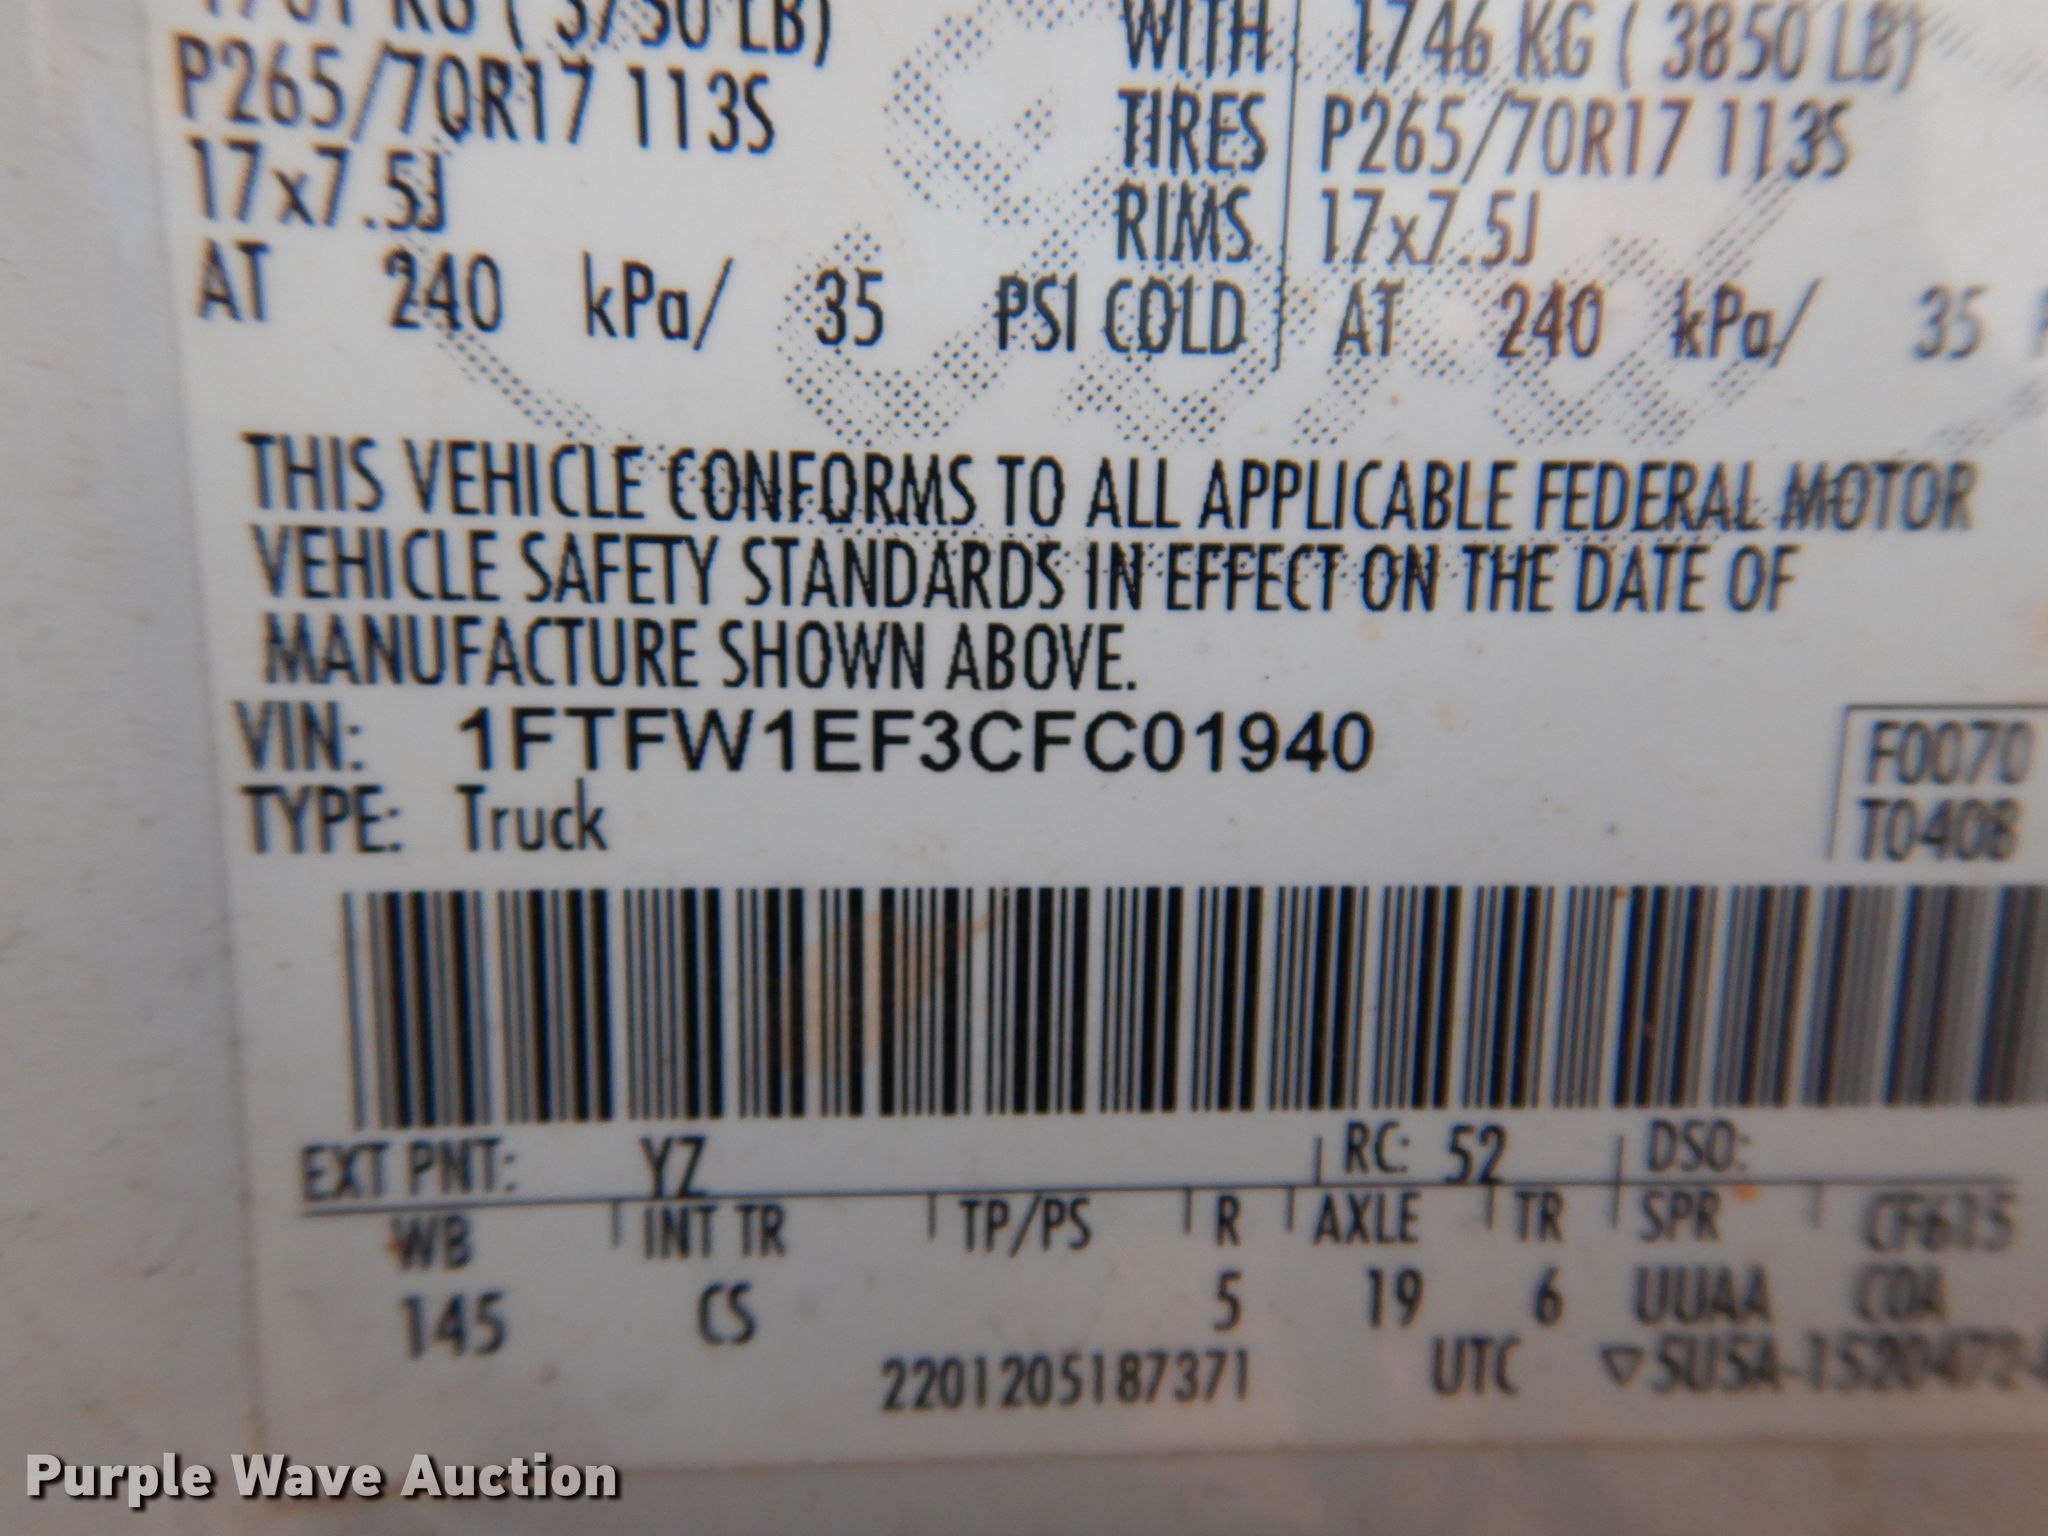 KG ( 3750 LB) WITH 1746 KG ( 3850 LB)
P265/70R17 113S TIRES P265/70R17 113S
17x7.5J RIMS 17x7.5J
AT 240 kPa/ 35 PSI COLD AT 240 kPa/ 35
THIS VEHICLE CONFORMS TO ALL APPLICABLE FEDERAL MOTOR
VEHICLE SAFETY STANDARDS IN EFFECT ON THE DATE OF
MANUFACTURE SHOWN ABOVE.
VIN: 1FTFW1EF3CFC01940 F0070
TYPE: Truck T0408
EXT PNT: YZ RC: 52 DSO:
WB INT TR TP/PS R AXLE TR SPR
145 CS 5 19 6 UUAA
2201205187371 UTC
Purple Wave Auction